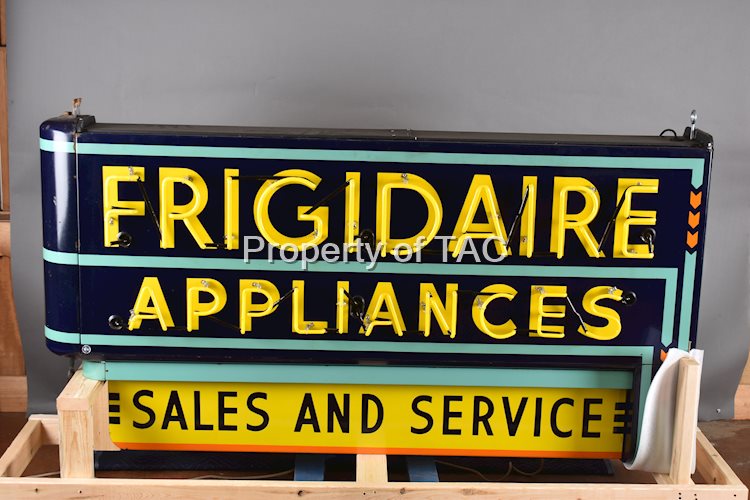 FRIGIDAIRE
Property of TAC
APPLIANCES
SALES AND SERVICE